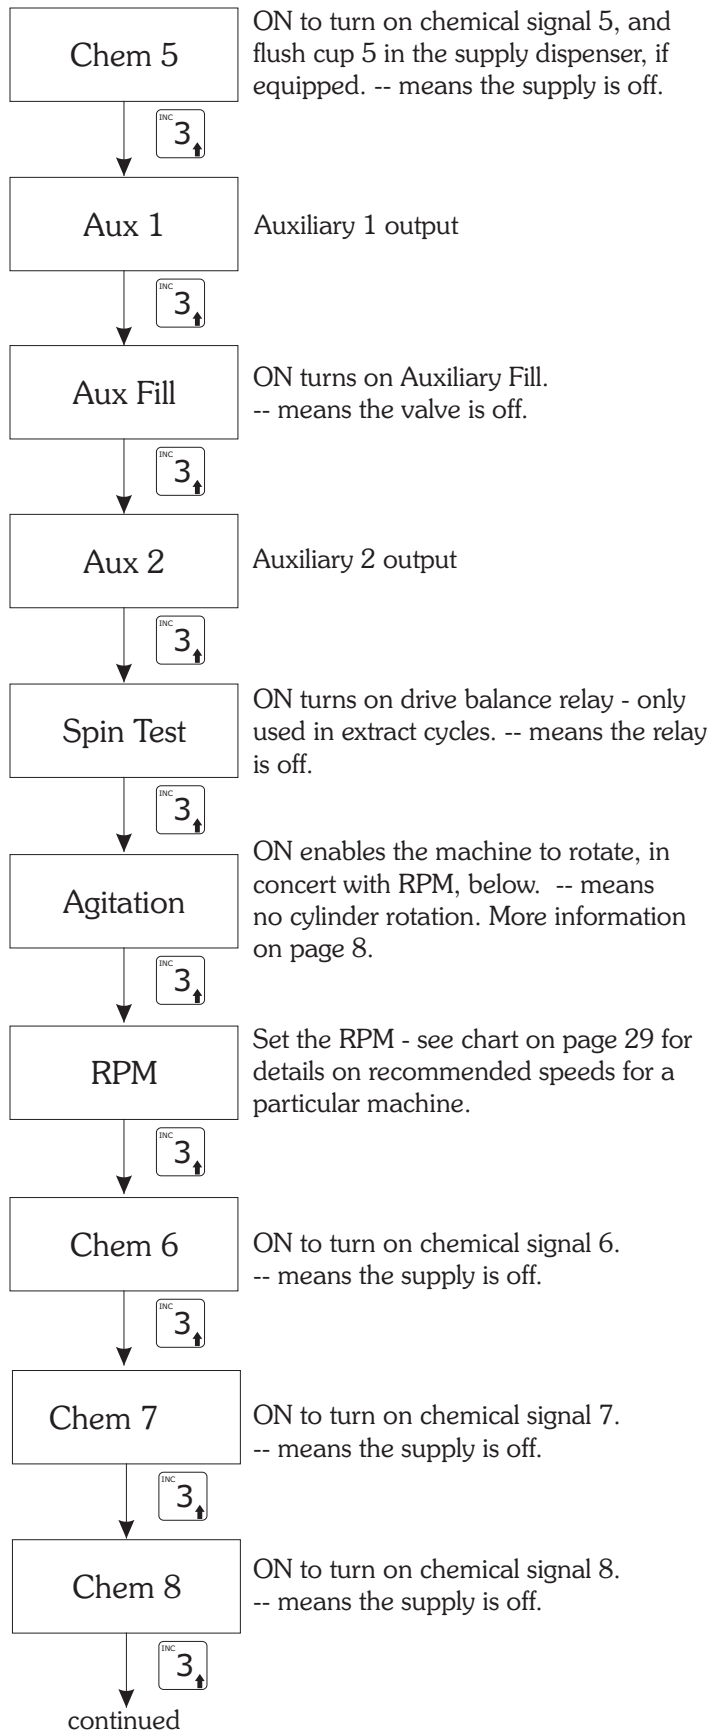 Chem 5
ON to turn on chemical signal 5, and
flush cup 5 in the supply dispenser, if
equipped. -- means the supply is off.
INC
3
Aux 1
Auxiliary 1 output
INC
3
Aux Fill
ON turns on Auxiliary Fill.
-- means the valve is off.
INC
3
Aux 2
Auxiliary 2 output
INC
3
Spin Test
ON turns on drive balance relay - only
used in extract cycles. -- means the relay
is off.
INC
3
Agitation
ON enables the machine to rotate, in
concert with RPM, below.  -- means
no cylinder rotation. More information
on page 8.
INC
3
RPM
Set the RPM - see chart on page 29 for
details on recommended speeds for a
particular machine.
INC
3
Chem 6
ON to turn on chemical signal 6.
-- means the supply is off.
INC
3
Chem 7
ON to turn on chemical signal 7.
-- means the supply is off.
INC
3
Chem 8
ON to turn on chemical signal 8.
-- means the supply is off.
INC
3
continued